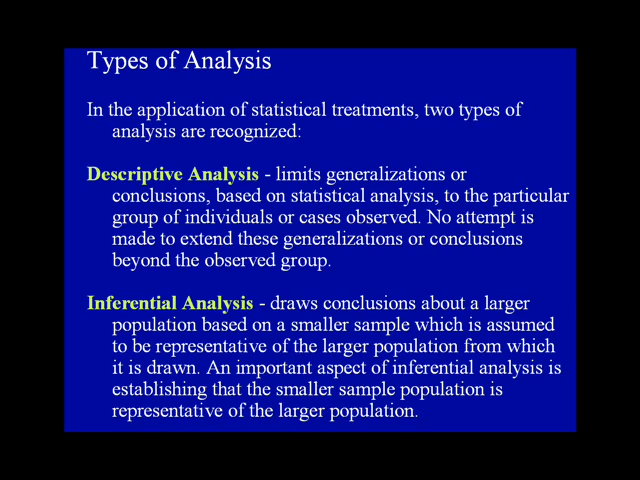 Types of Analysis
In the application of statistical treatments, two types of
analysis are recognized:
Descriptive Analysis - limits generalizations or
conclusions, based on statistical analysis, to the particular
group of individuals or cases observed. No attempt is
made to extend these generalizations or conclusions
beyond the observed group.
Inferential Analysis - draws conclusions about a larger
population based on a smaller sample which is assumed
to be representative of the larger population from which
it is drawn. An important aspect of inferential analysis is
establishing that the smaller sample population is
representative of the larger population.